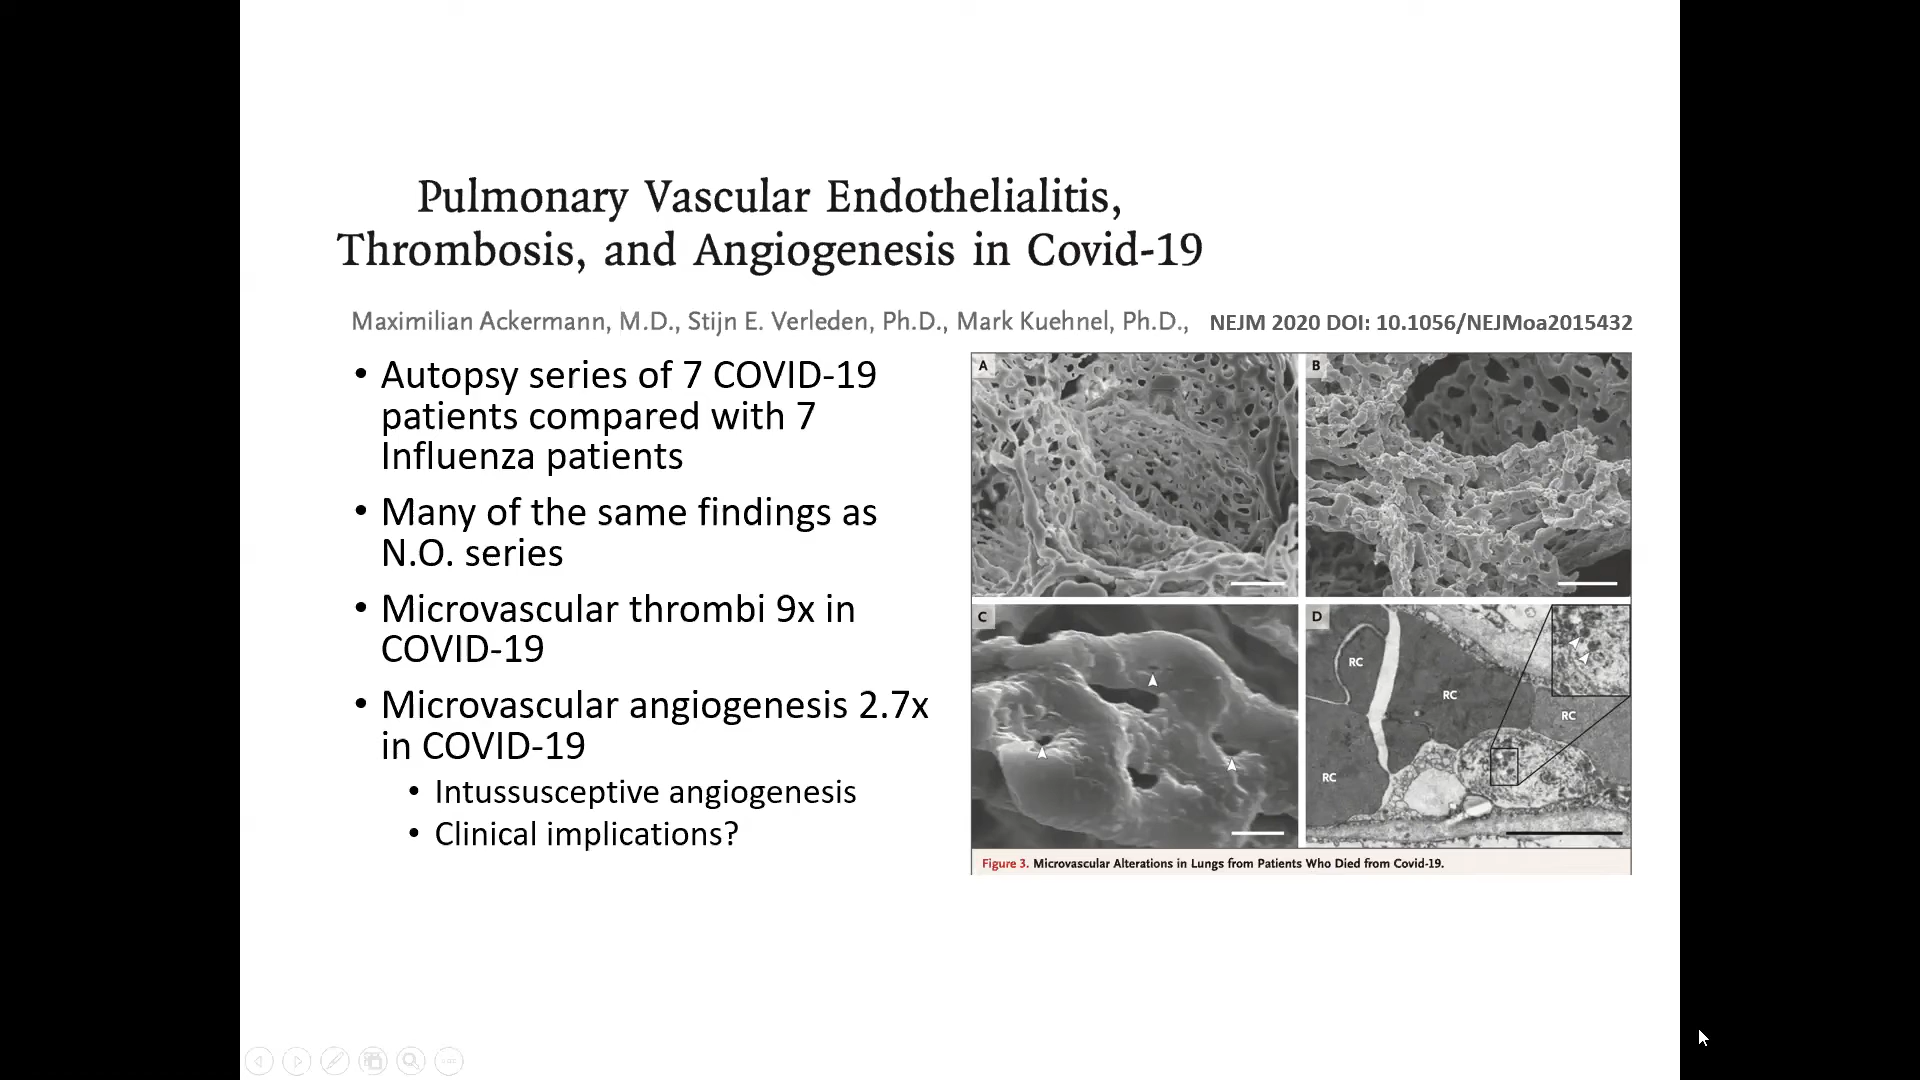 Pulmonary Vascular Endothelialitis,
Thrombosis, and Angiogenesis in Covid-19
Maximilian Ackermann, M.D., Stijn E. Verleden, Ph.D., Mark Kuehnel, Ph.D., NEJM 2020 DOI: 10.1056/NEJMoa2015432
• Autopsy series of 7 COVID-19
patients compared with 7
Influenza patients
• Many of the same findings as
N.O. series
• Microvascular thrombi 9x in
COVID-19
• Microvascular angiogenesis 2.7x
in COVID-19
• Intussusceptive angiogenesis
• Clinical implications?
A
B
C
D
RC
RC
RC
RC
Figure 3. Microvascular Alterations in Lungs from Patients Who Died from Covid-19.